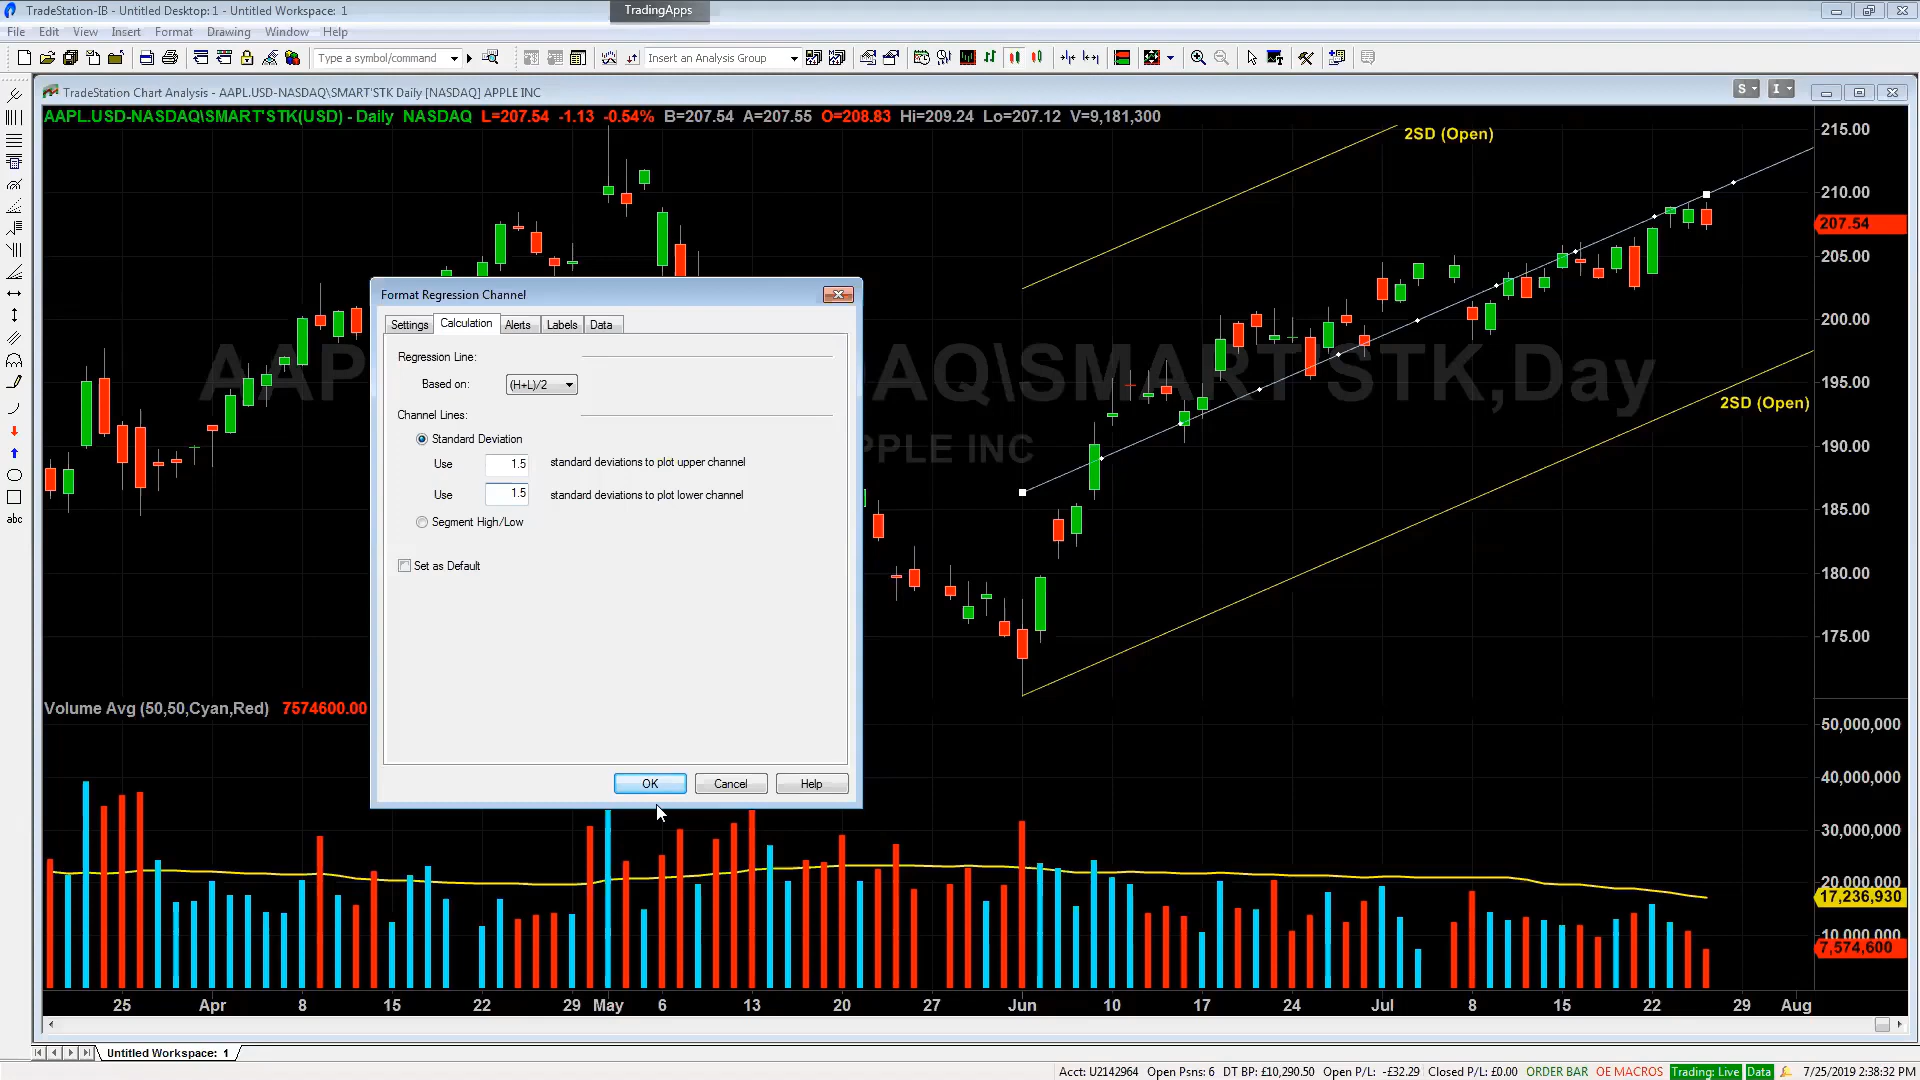 TradeStation-IB - Untitled Desktop: 1 - Untitled Workspace: 1
TradingApps
File Edit View Insert Format Drawing Window Help
Type a symbol/command
Insert an Analysis Group
TradeStation Chart Analysis - AAPL.USD-NASDAQ\SMART'STK Daily [NASDAQ] APPLE INC
S I
AAPL.USD-NASDAQ\SMART'STK(USD) - Daily NASDAQ L=207.54 -1.13 -0.54% B=207.54 A=207.55 O=208.83 Hi=209.24 Lo=207.12 V=9,181,300
2SD (Open)
215.00
210.00
207.54
205.00
200.00
195.00
190.00
185.00
180.00
175.00
2SD (Open)
AAP
AQ\SMART'STK,Day
PPLE INC
Format Regression Channel
Settings Calculation Alerts Labels Data
Regression Line:
Based on: (H+L)/2
Channel Lines:
Standard Deviation
Use 1.5 standard deviations to plot upper channel
Use 1.5 standard deviations to plot lower channel
Segment High/Low
Set as Default
OK Cancel Help
abc
Volume Avg (50,50,Cyan,Red) 7574600.00
50,000,000
40,000,000
30,000,000
20,000,000
17,236,930
10,000,000
7,574,600
25 Apr 8 15 22 29 May 6 13 20 27 Jun 10 17 24 Jul 8 15 22 29 Aug
Untitled Workspace: 1
Acct: U2142964 Open Psns: 6 DT BP: £10,290.50 Open P/L: -£32.29 Closed P/L: £0.00 ORDER BAR OE MACROS Trading: Live Data 7/25/2019 2:38:32 PM